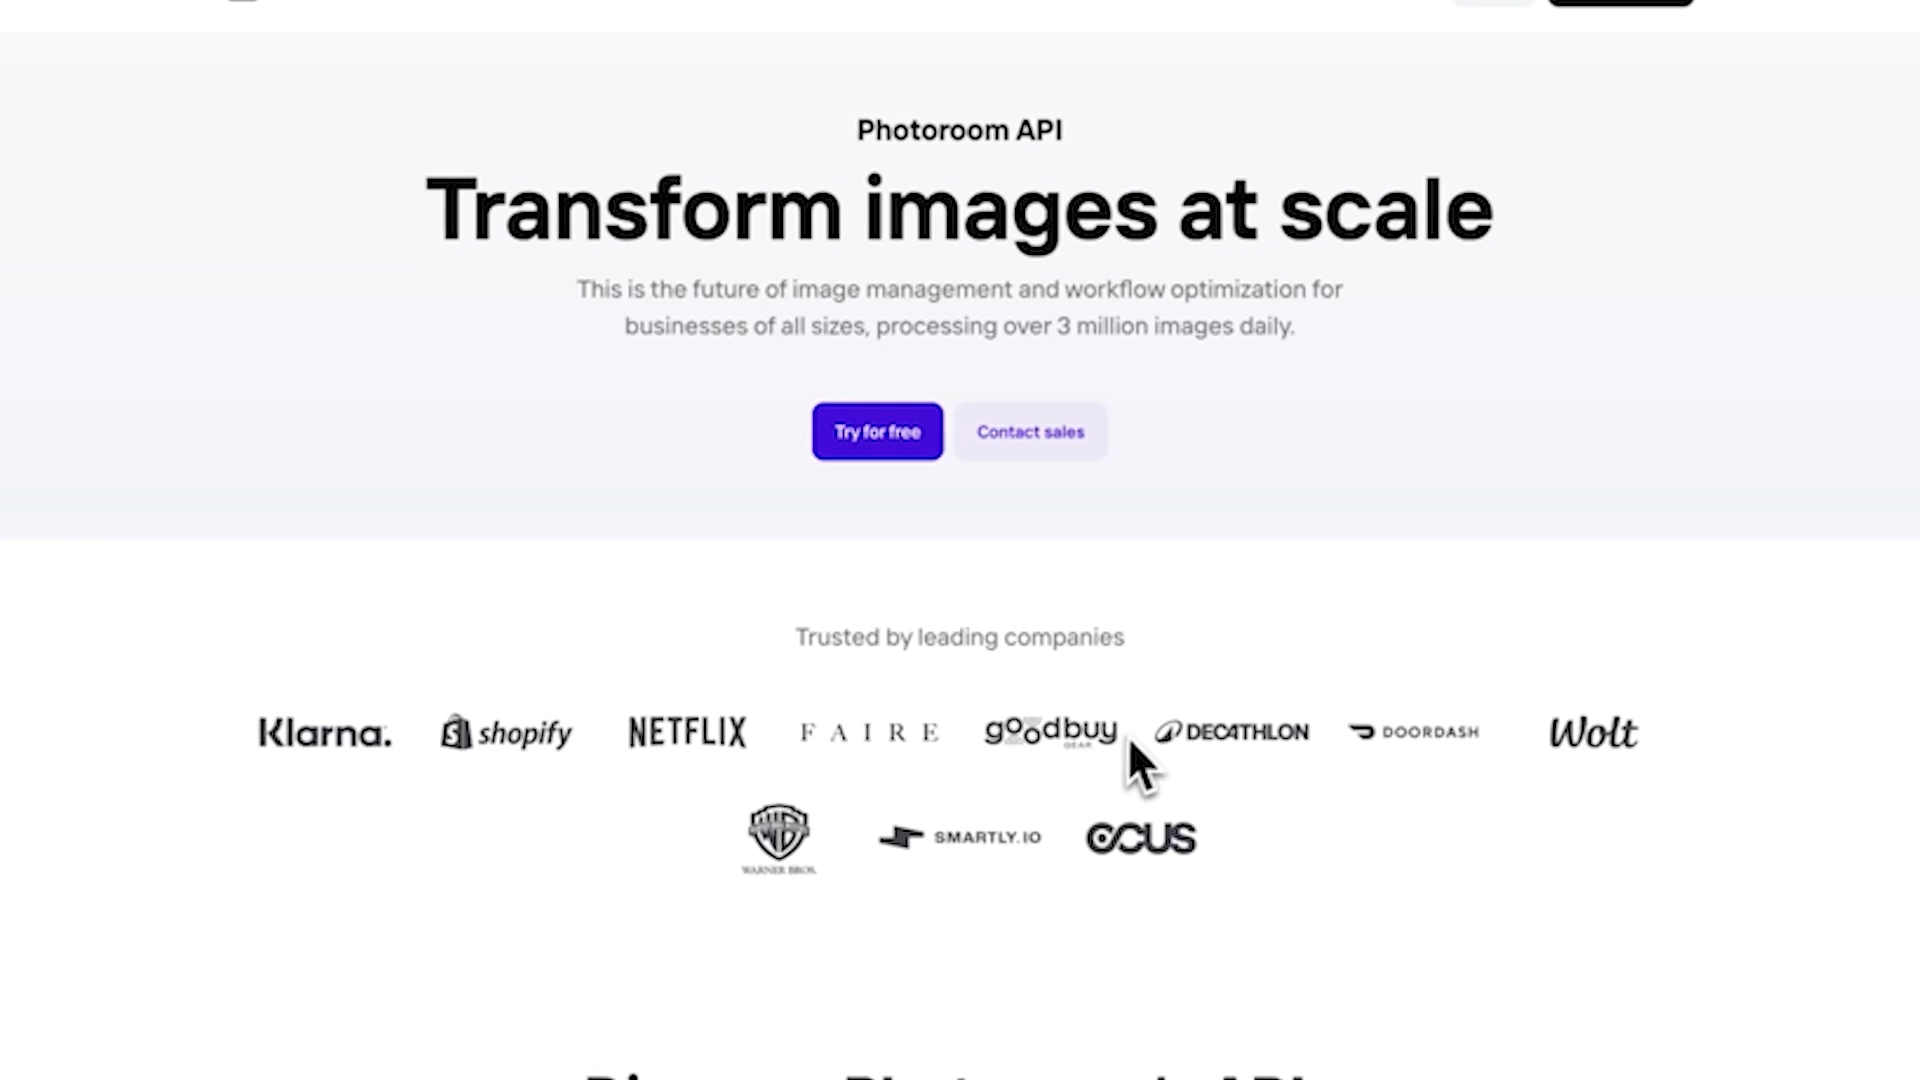 Photoroom API
Transform images at scale
This is the future of image management and workflow optimization for
businesses of all sizes, processing over 3 million images daily.
Try for free
Contact sales
Trusted by leading companies
Klarna.
shopify
NETFLIX
FAIRE
goodbuy
GEAR
DECATHLON
DOORDASH
Wolt
WARNER BROS.
SMARTLY.IO
OCUS